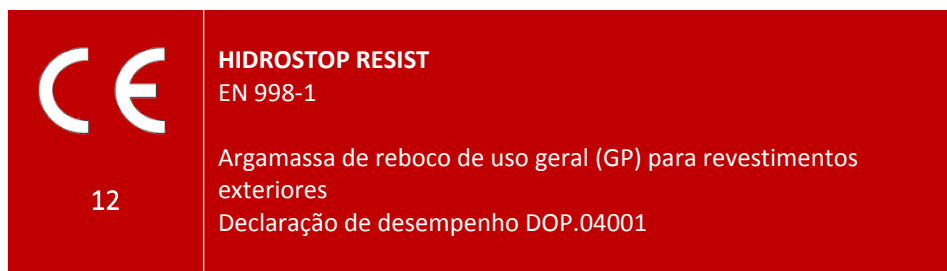 CE
12
HIDROSTOP RESIST
EN 998-1
Argamassa de reboco de uso geral (GP) para revestimentos
exteriores
Declaração de desempenho DOP.04001